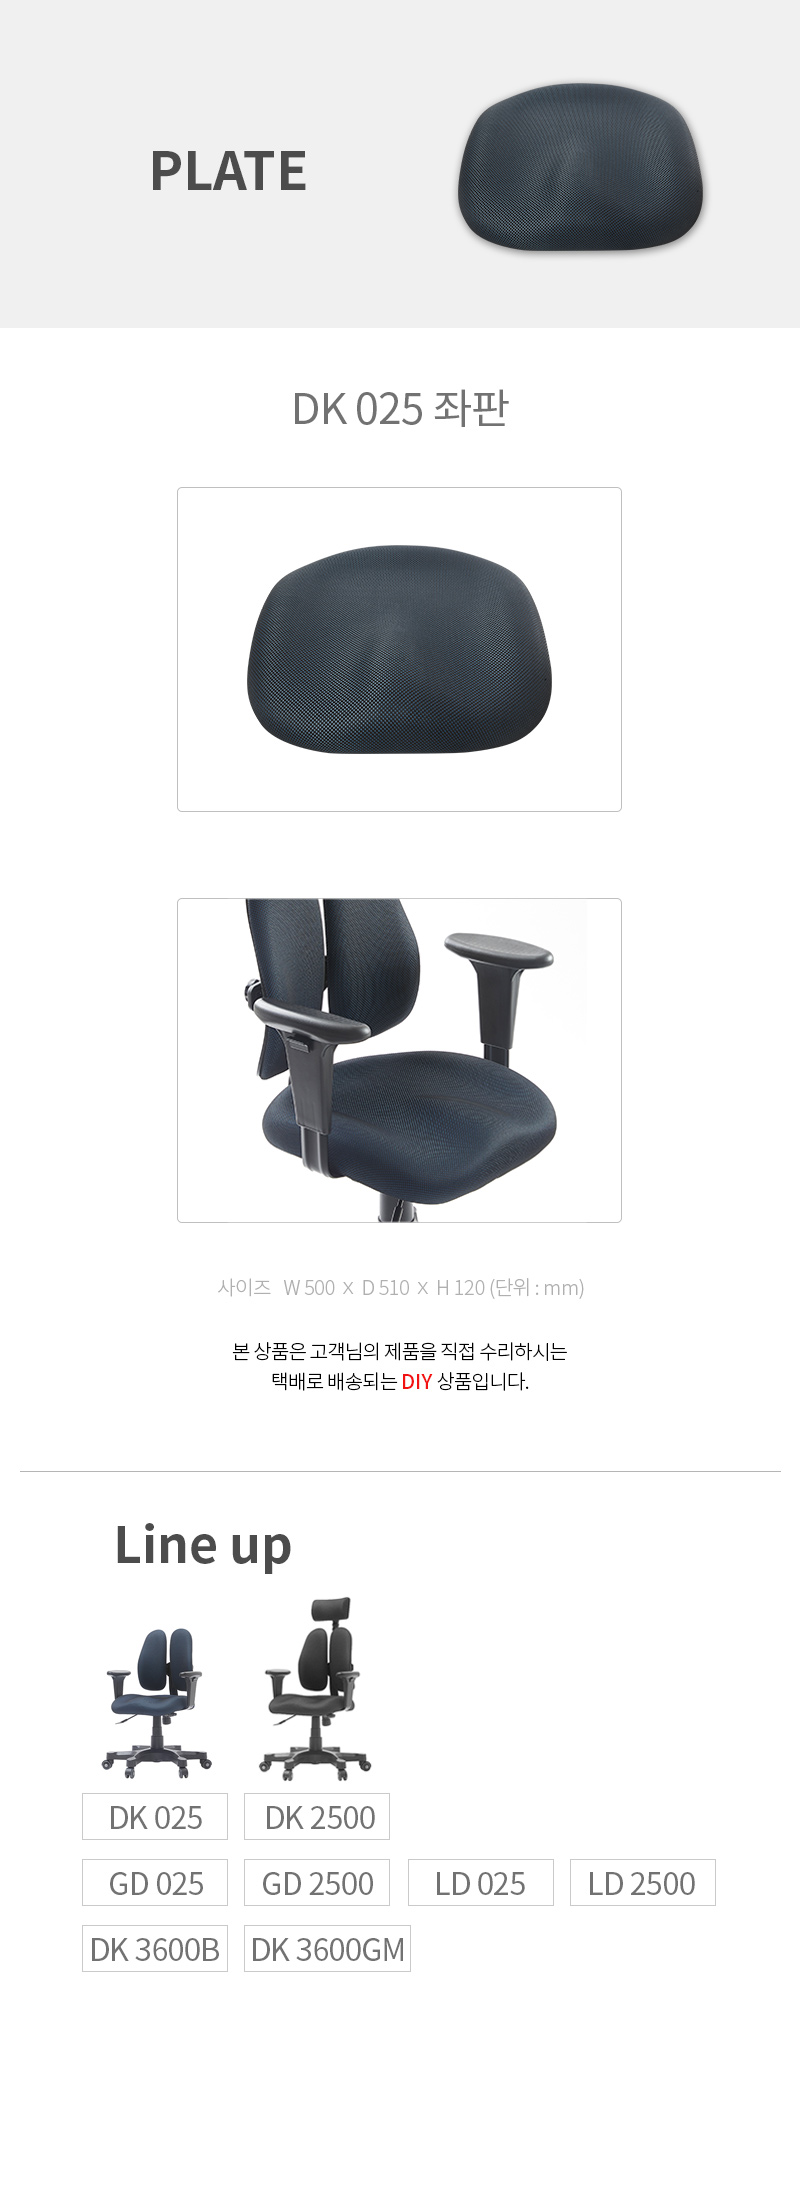 PLATE
DK 025 좌판
사이즈 W 500 × D 510 × H 120 (단위 : mm)
본 상품은 고객님의 제품을 직접 수리하시는
택배로 배송되는 DIY 상품입니다.
Line up
DK 025 DK 2500
GD 025 GD 2500 LD 025 LD 2500
DK 3600B DK 3600GM